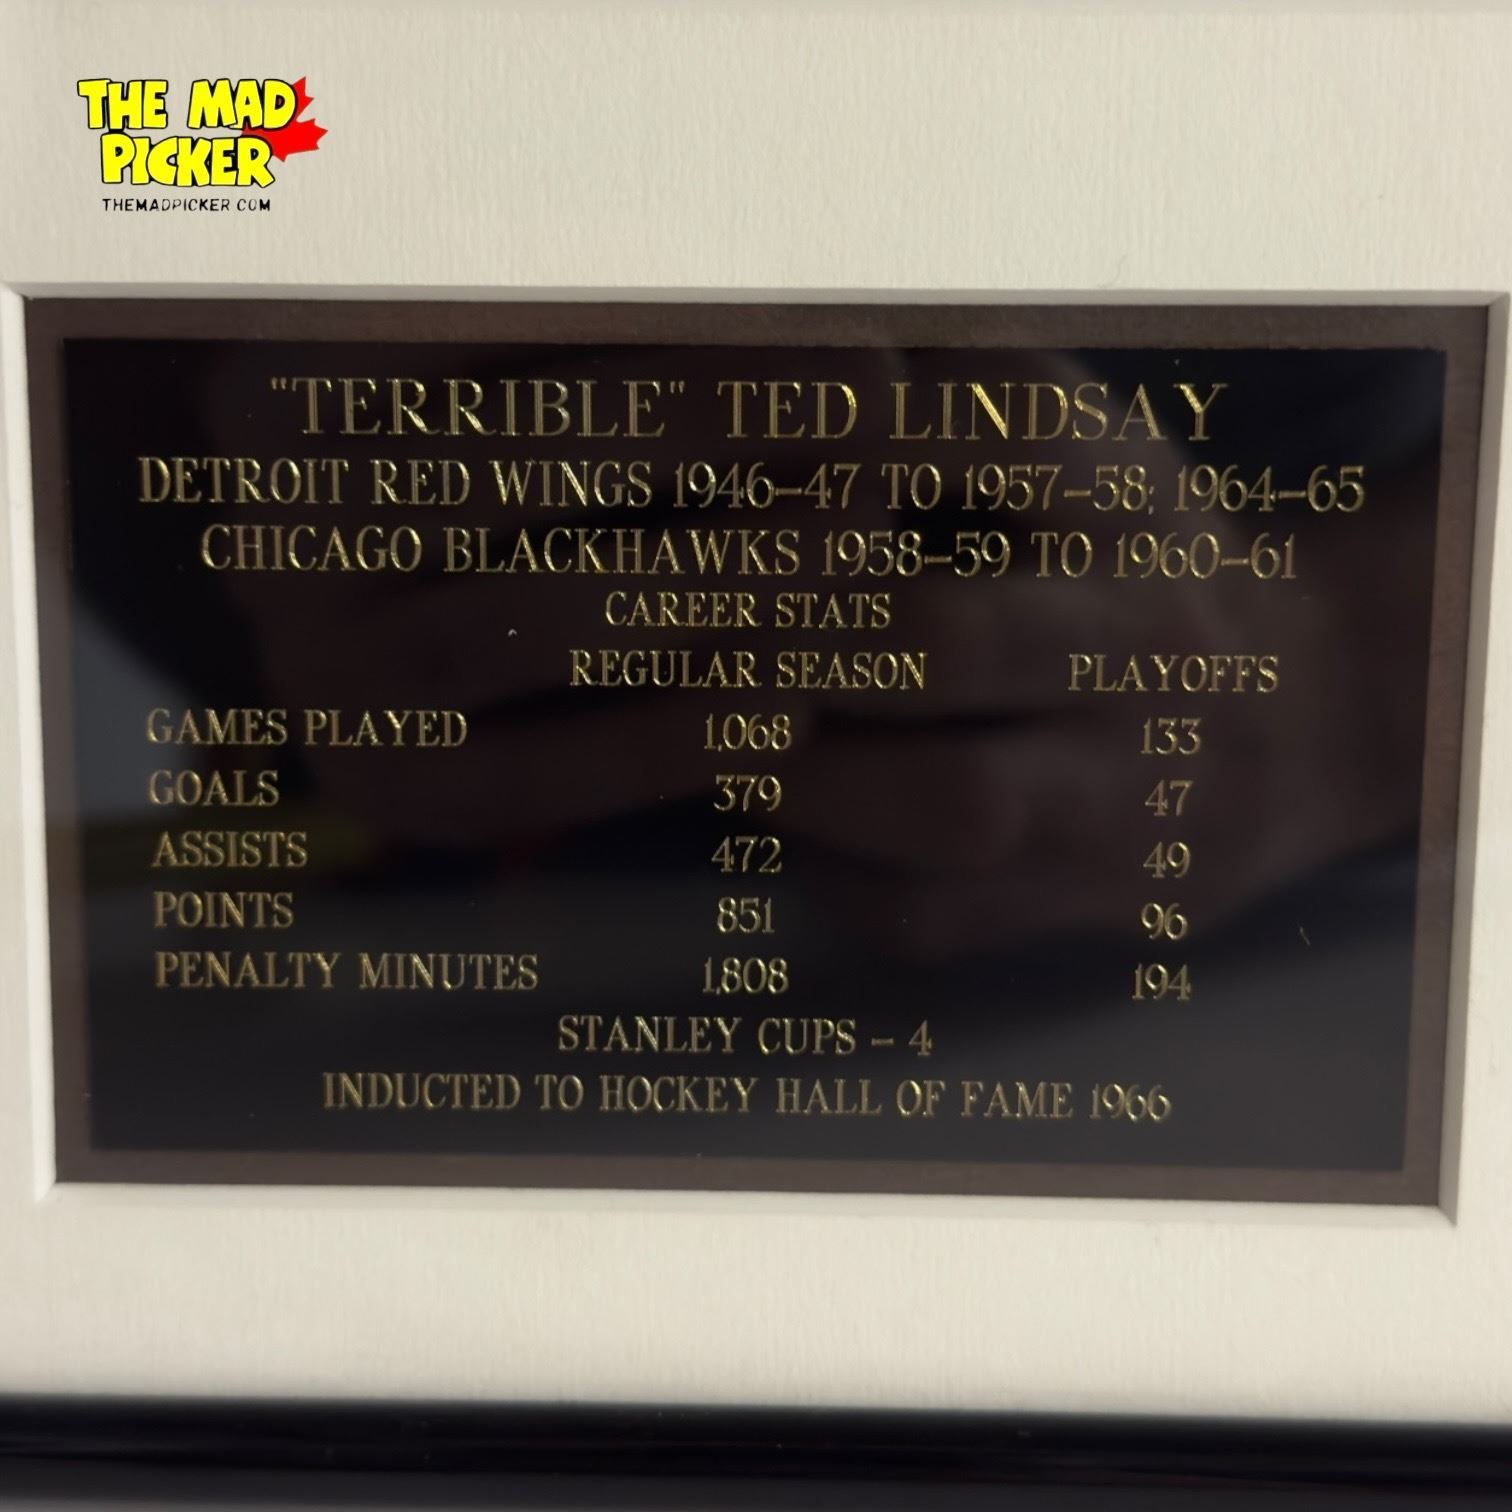 THE MAD
PICKER
THEMADPICKER.COM
"TERRIBLE" TED LINDSAY
DETROIT RED WINGS 1946–47 TO 1957–58; 1964–65
CHICAGO BLACKHAWKS 1958–59 TO 1960–61
CAREER STATS
REGULAR SEASON PLAYOFFS
GAMES PLAYED 1,068 133
GOALS 379 47
ASSISTS 472 49
POINTS 851 96
PENALTY MINUTES 1,808 194
STANLEY CUPS – 4
INDUCTED TO HOCKEY HALL OF FAME 1966